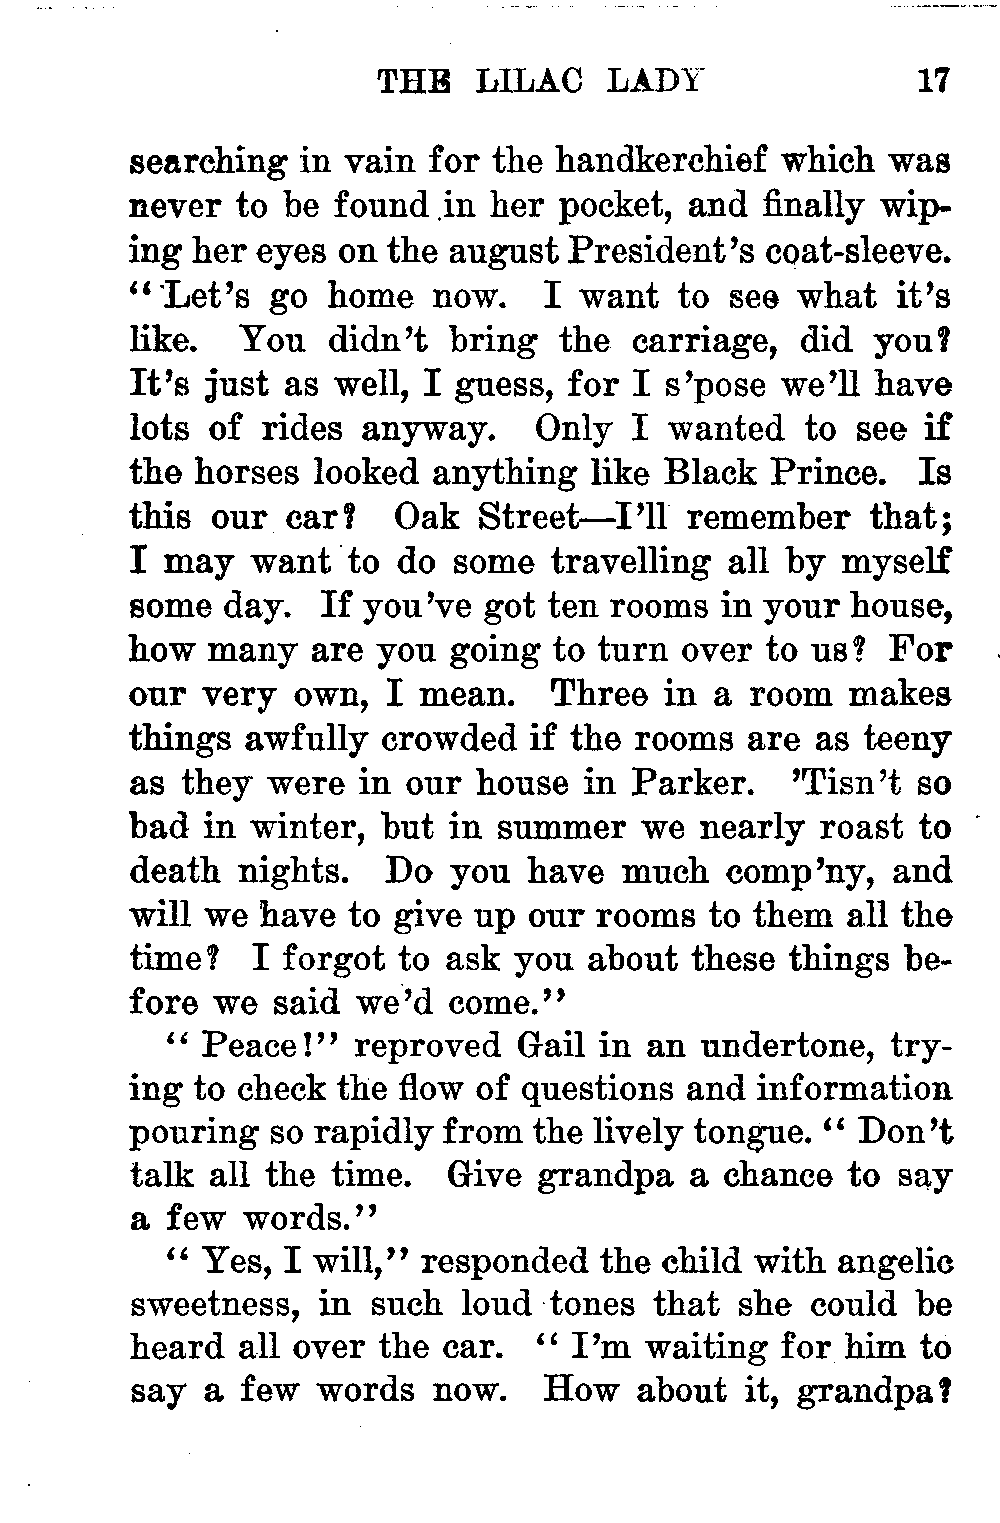 THE LILAC LADY 17
searching in vain for the handkerchief which was
never to be found in her pocket, and finally wip-
ing her eyes on the august President's coat-sleeve.
"Let's go home now. I want to see what it's
like. You didn't bring the carriage, did you?
It's just as well, I guess, for I s'pose we'll have
lots of rides anyway. Only I wanted to see if
the horses looked anything like Black Prince. Is
this our car? Oak Street—I'll remember that;
I may want to do some travelling all by myself
some day. If you've got ten rooms in your house,
how many are you going to turn over to us? For
our very own, I mean. Three in a room makes
things awfully crowded if the rooms are as teeny
as they were in our house in Parker. 'Tisn't so
bad in winter, but in summer we nearly roast to
death nights. Do you have much comp'ny, and
will we have to give up our rooms to them all the
time? I forgot to ask you about these things be-
fore we said we'd come."
"Peace!" reproved Gail in an undertone, try-
ing to check the flow of questions and information
pouring so rapidly from the lively tongue. "Don't
talk all the time. Give grandpa a chance to say
a few words."
"Yes, I will," responded the child with angelic
sweetness, in such loud tones that she could be
heard all over the car. "I'm waiting for him to
say a few words now. How about it, grandpa?